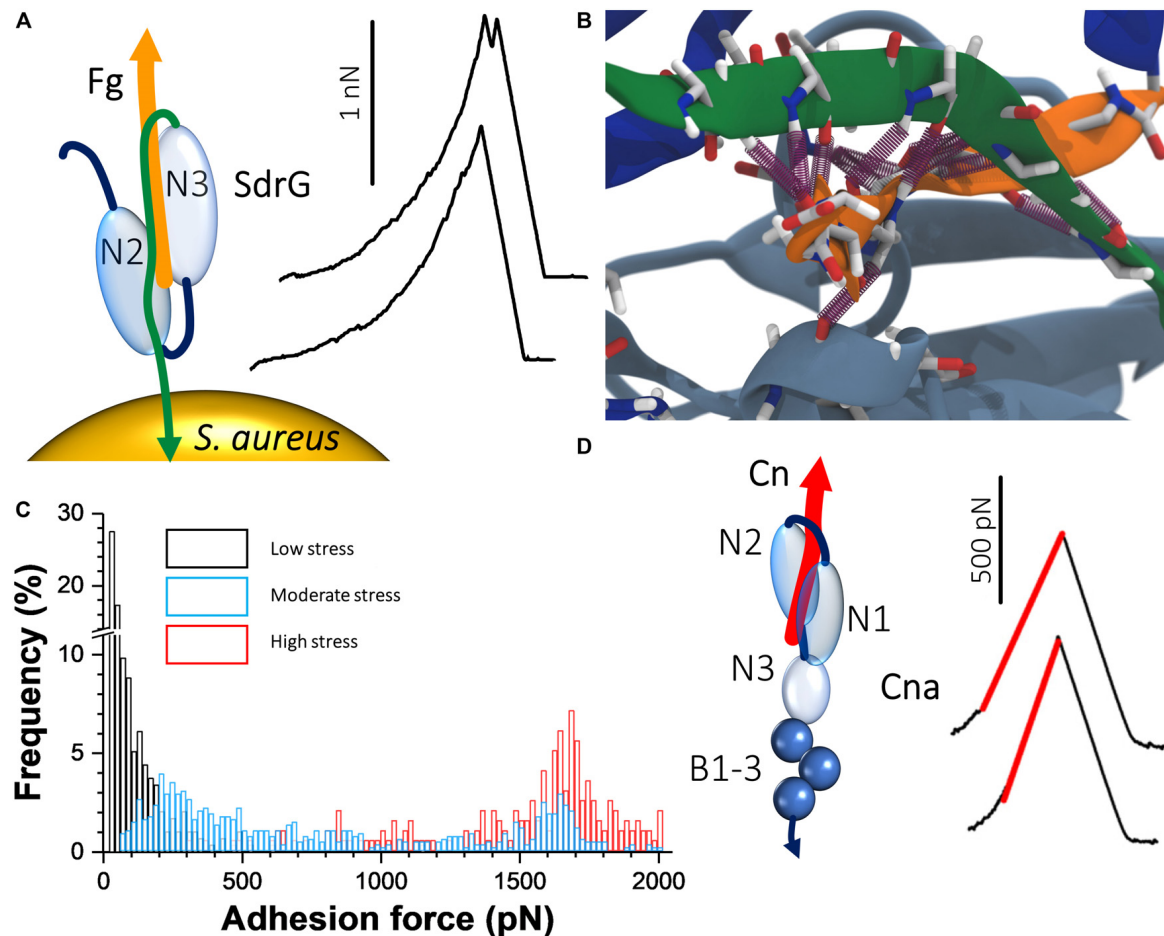 A
Fg
N3
SdrG
N2
S. aureus
1 nN
B
C
Frequency (%)
30
20
10
5
0
Low stress
Moderate stress
High stress
0 500 1000 1500 2000
Adhesion force (pN)
D
Cn
N2
N1
N3
Cna
B1-3
500 pN